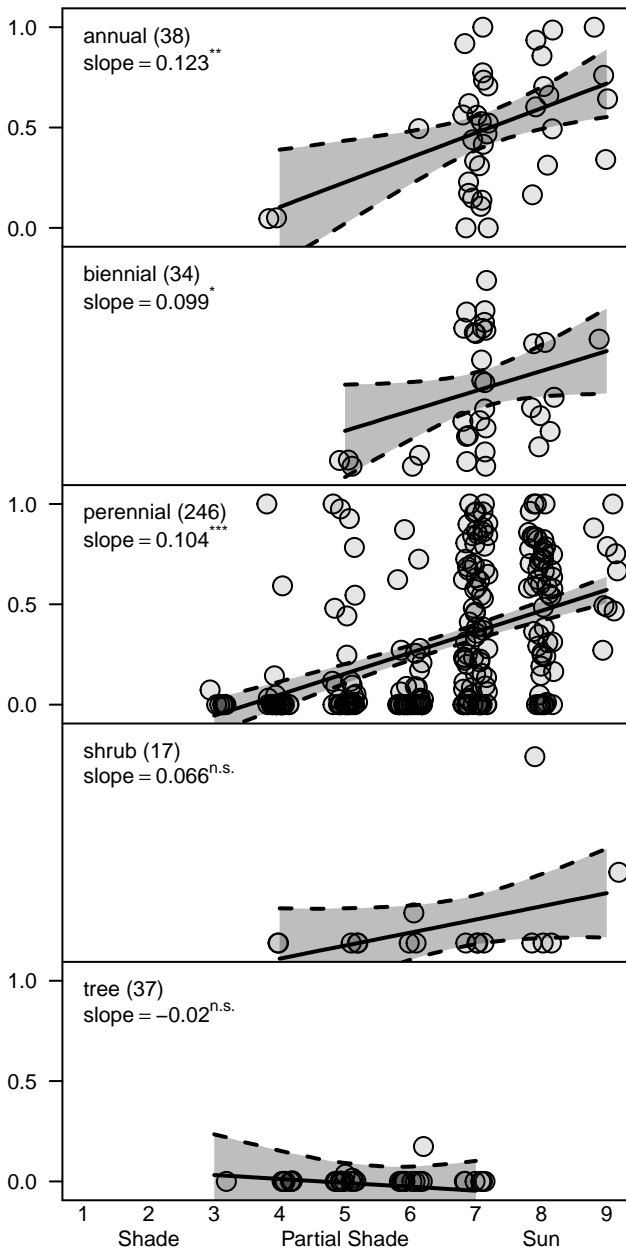 annual (38)
slope = 0.123**
1.0
0.5
0.0
biennial (34)
slope = 0.099*
perennial (246)
slope = 0.104***
1.0
0.5
0.0
shrub (17)
slope = 0.066n.s.
tree (37)
slope = −0.02n.s.
1.0
0.5
0.0
1 2 3 4 5 6 7 8 9
Shade Partial Shade Sun